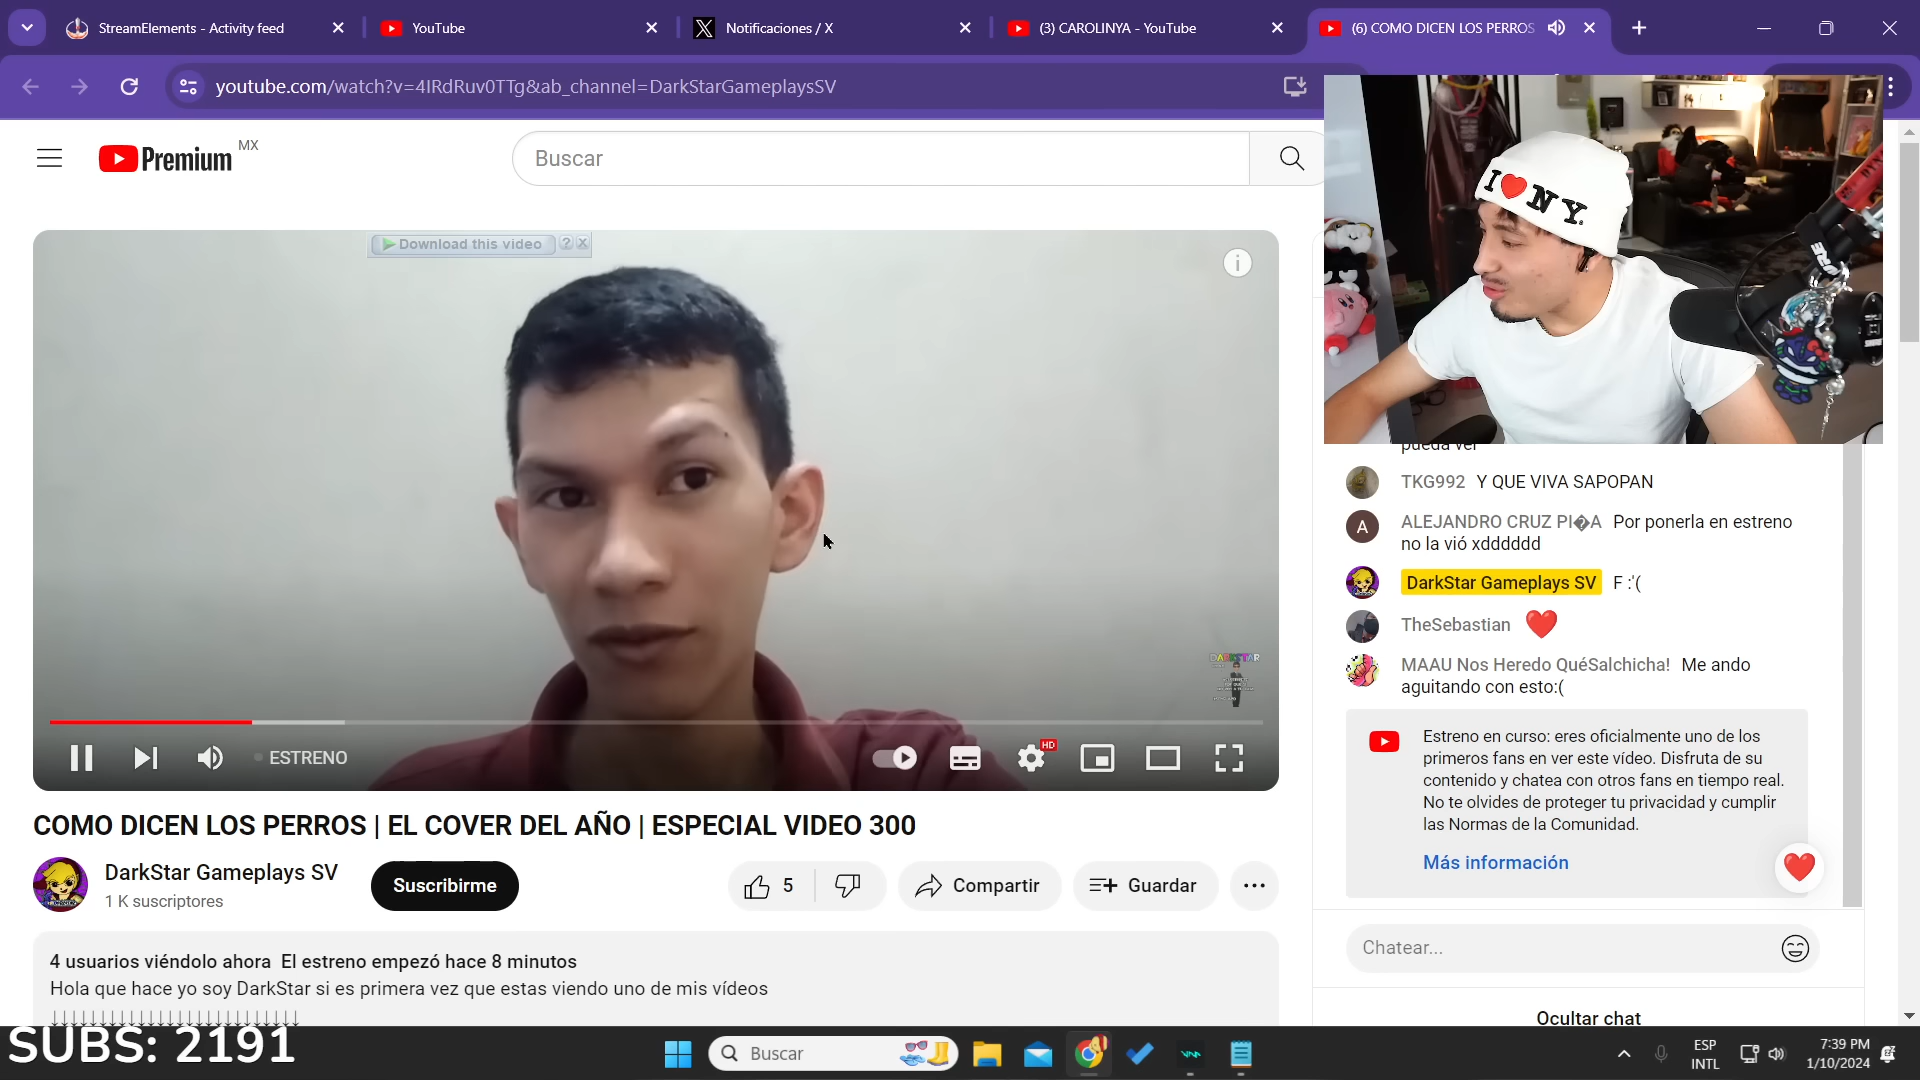 StreamElements - Activity feed
YouTube
Notificaciones / X
(3) CAROLINYA - YouTube
(6) COMO DICEN LOS PERROS
youtube.com/watch?v=4IRdRuv0TTg&ab_channel=DarkStarGameplaysSV
Premium MX
Buscar
I ❤ N Y.
Download this video ? X
DARKSTAR
HD
ESTRENO
pueda ver
TKG992 Y QUE VIVA SAPOPAN
A ALEJANDRO CRUZ PI�A Por ponerla en estreno
no la vió xdddddd
DarkStar Gameplays SV F :'(
TheSebastian ❤️
MAAU Nos Heredo QuéSalchicha! Me ando
aguitando con esto:(
Estreno en curso: eres oficialmente uno de los
primeros fans en ver este vídeo. Disfruta de su
contenido y chatea con otros fans en tiempo real.
No te olvides de proteger tu privacidad y cumplir
las Normas de la Comunidad.
Más información
Chatear...
Ocultar chat
COMO DICEN LOS PERROS | EL COVER DEL AÑO | ESPECIAL VIDEO 300
DarkStar Gameplays SV
1 K suscriptores
Suscribirme
5
Compartir
Guardar
4 usuarios viéndolo ahora El estreno empezó hace 8 minutos
Hola que hace yo soy DarkStar si es primera vez que estas viendo uno de mis vídeos
SUBS: 2191
Buscar
ESP
INTL
7:39 PM
1/10/2024